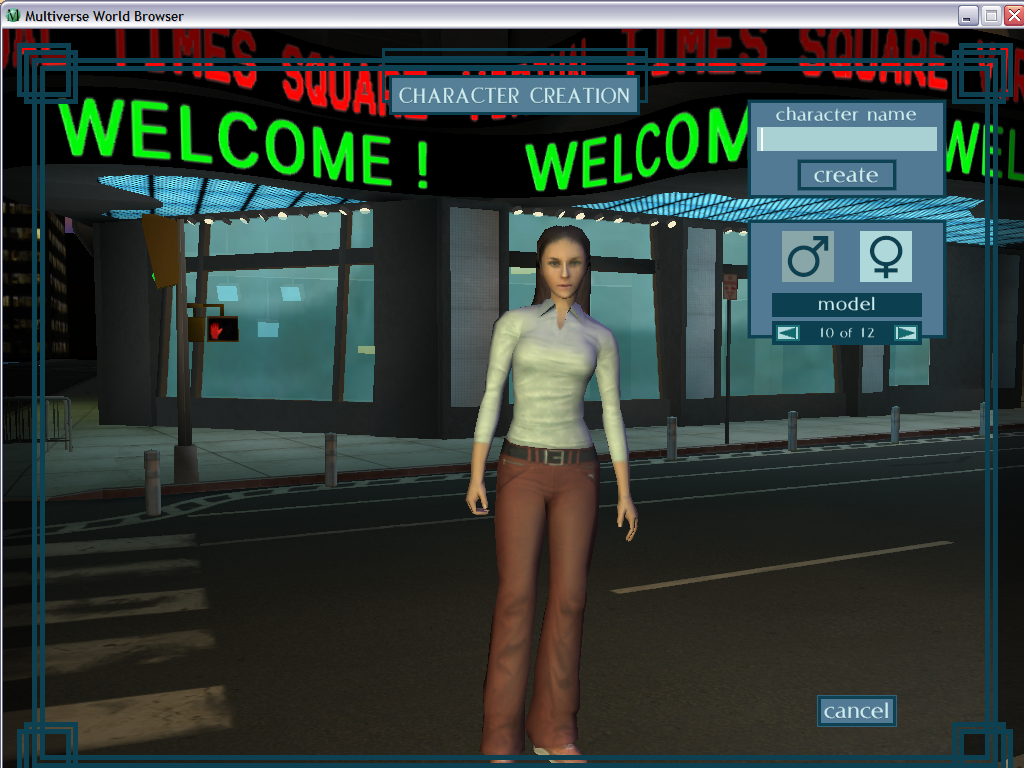 Multiverse World Browser
TIMES SQUARE
TIMES SQUARE
CHARACTER CREATION
WELCOME !
WELCOM
WEL
character name
create
model
10 of 12
cancel